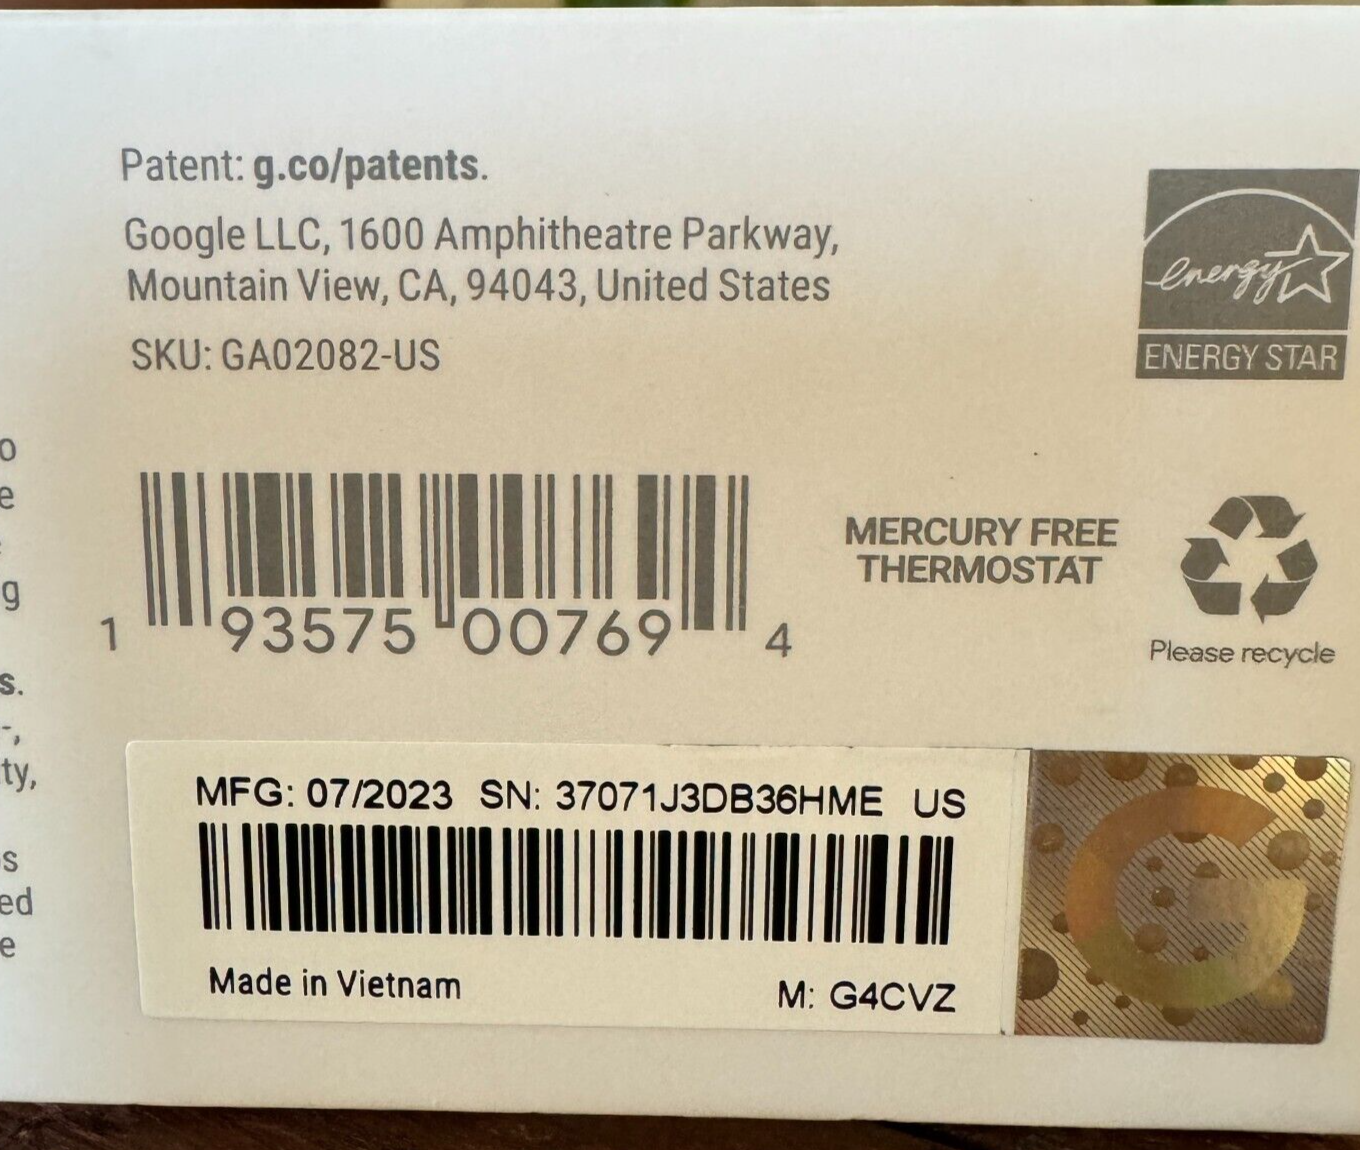 Patent: g.co/patents.
Google LLC, 1600 Amphitheatre Parkway,
Mountain View, CA, 94043, United States
SKU: GA02082-US
energy
ENERGY STAR
o
e
g
s.
-,
ty,
s
ed
e
1 93575 00769 4
MERCURY FREE
THERMOSTAT
Please recycle
MFG: 07/2023 SN: 37071J3DB36HME US
Made in Vietnam
M: G4CVZ
G